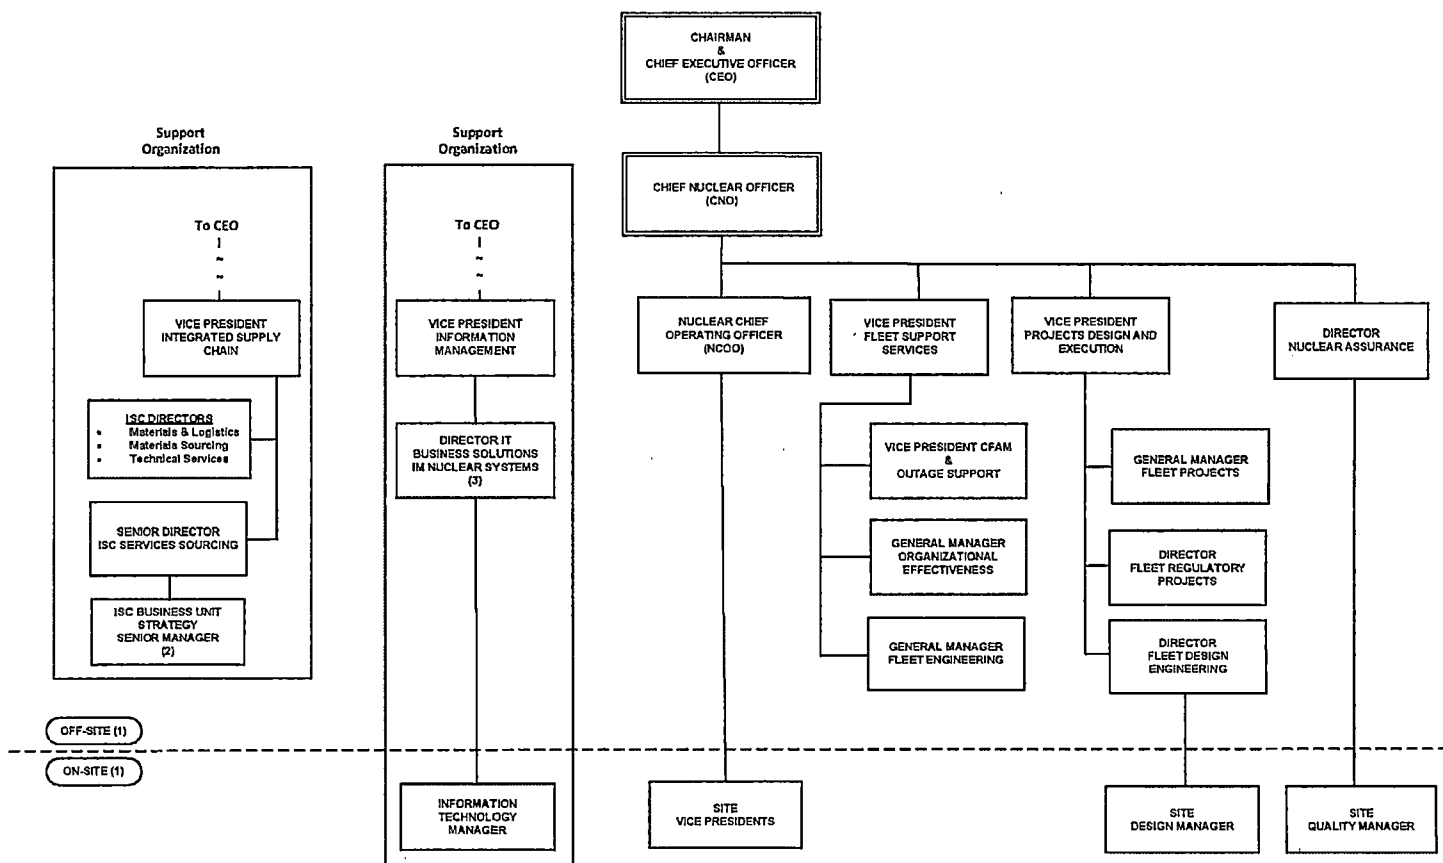 CHAIRMAN
&
CHIEF EXECUTIVE OFFICER
(CEO)
CHIEF NUCLEAR OFFICER
(CNO)
Support
Organization
To CEO
VICE PRESIDENT
INTEGRATED SUPPLY
CHAIN
ISC DIRECTORS
• Materials & Logistics
• Materials Sourcing
• Technical Services
SENIOR DIRECTOR
ISC SERVICES SOURCING
ISC BUSINESS UNIT
STRATEGY
SENIOR MANAGER
(2)
Support
Organization
To CEO
VICE PRESIDENT
INFORMATION
MANAGEMENT
DIRECTOR IT
BUSINESS SOLUTIONS
IM NUCLEAR SYSTEMS
(3)
NUCLEAR CHIEF
OPERATING OFFICER
(NCOO)
VICE PRESIDENT
FLEET SUPPORT
SERVICES
VICE PRESIDENT CFAM
&
OUTAGE SUPPORT
GENERAL MANAGER
ORGANIZATIONAL
EFFECTIVENESS
GENERAL MANAGER
FLEET ENGINEERING
VICE PRESIDENT
PROJECTS DESIGN AND
EXECUTION
GENERAL MANAGER
FLEET PROJECTS
DIRECTOR
FLEET REGULATORY
PROJECTS
DIRECTOR
FLEET DESIGN
ENGINEERING
DIRECTOR
NUCLEAR ASSURANCE
OFF-SITE (1)
ON-SITE (1)
INFORMATION
TECHNOLOGY
MANAGER
SITE
VICE PRESIDENTS
SITE
DESIGN MANAGER
SITE
QUALITY MANAGER